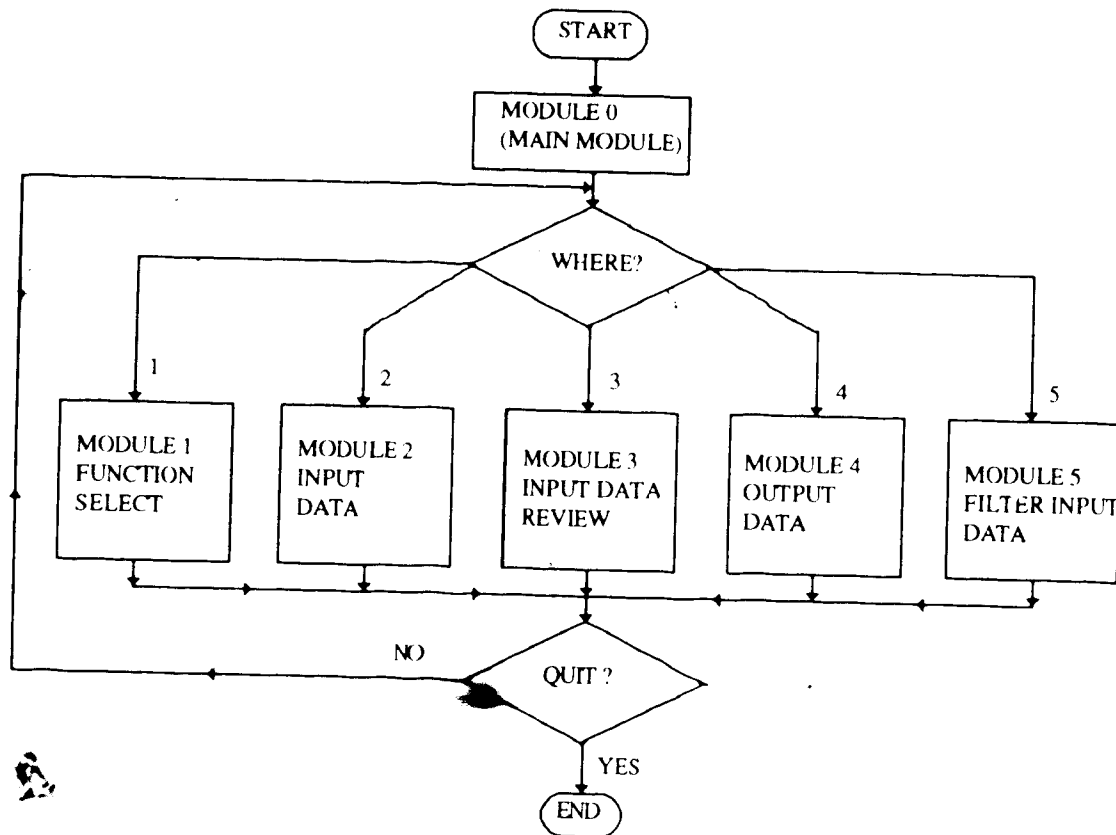 START
MODULE 0
(MAIN MODULE)
WHERE?
1
2
3
4
5
MODULE 1
FUNCTION
SELECT
MODULE 2
INPUT
DATA
MODULE 3
INPUT DATA
REVIEW
MODULE 4
OUTPUT
DATA
MODULE 5
FILTER INPUT
DATA
NO
QUIT ?
YES
END